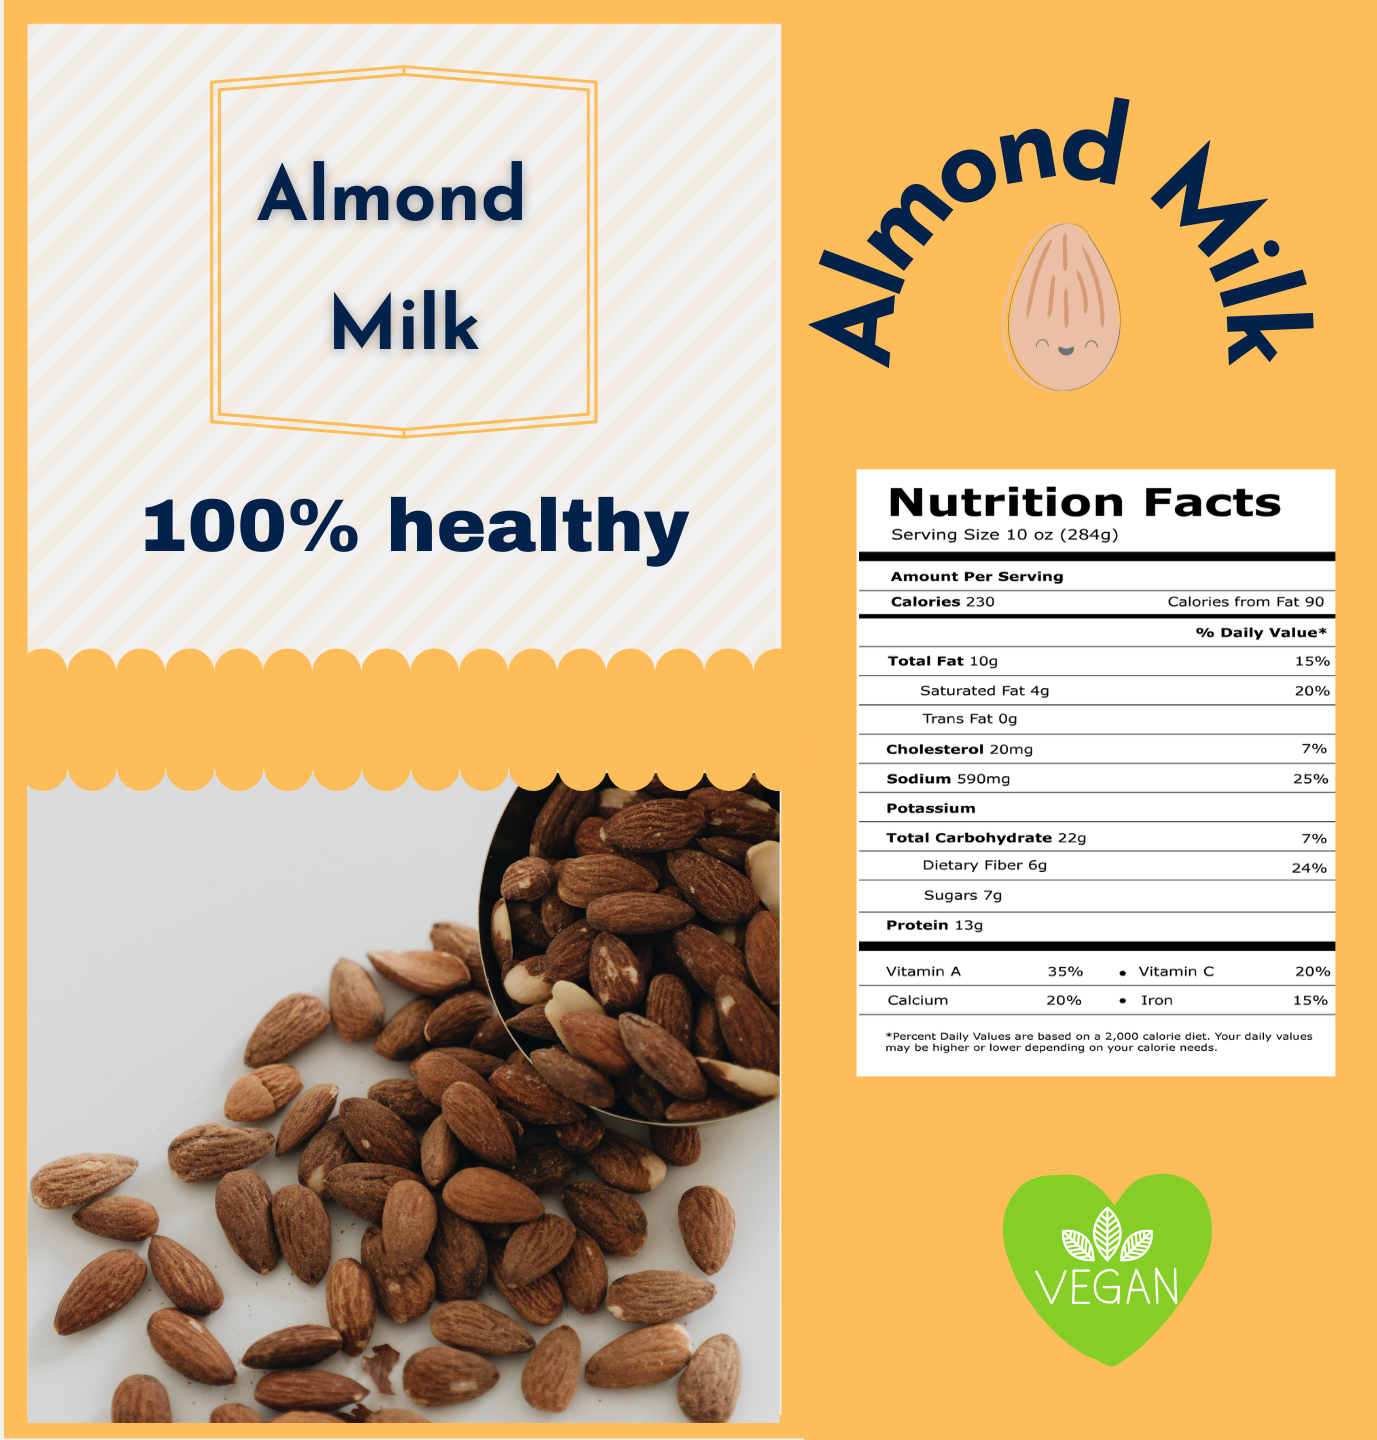 Almond
Milk
100% healthy
Almond Milk
Nutrition Facts
Serving Size 10 oz (284g)
Amount Per Serving
Calories 230 Calories from Fat 90
% Daily Value*
Total Fat 10g 15%
Saturated Fat 4g 20%
Trans Fat 0g
Cholesterol 20mg 7%
Sodium 590mg 25%
Potassium
Total Carbohydrate 22g 7%
Dietary Fiber 6g 24%
Sugars 7g
Protein 13g
Vitamin A 35% • Vitamin C 20%
Calcium 20% • Iron 15%
*Percent Daily Values are based on a 2,000 calorie diet. Your daily values
may be higher or lower depending on your calorie needs.
VEGAN